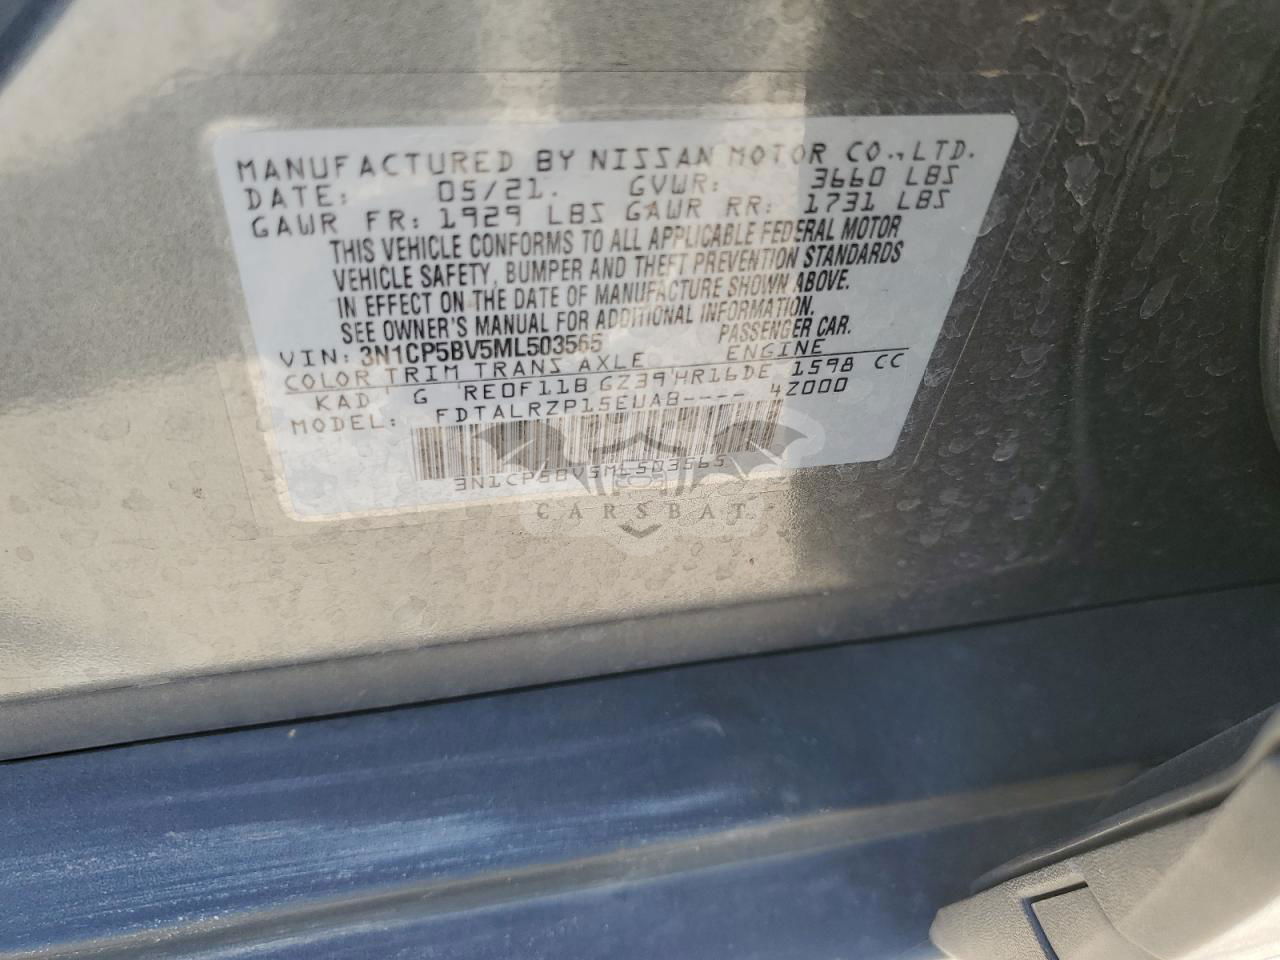 MANUFACTURED BY NISSAN MOTOR CO., LTD.
DATE: 05/21. GVWR: 3660 LBS
GAWR FR: 1929 LBS GAWR RR: 1731 LBS
THIS VEHICLE CONFORMS TO ALL APPLICABLE FEDERAL MOTOR
VEHICLE SAFETY, BUMPER AND THEFT PREVENTION STANDARDS
IN EFFECT ON THE DATE OF MANUFACTURE SHOWN ABOVE.
SEE OWNER'S MANUAL FOR ADDITIONAL INFORMATION.
VIN: 3N1CP5BV5ML503565 PASSENGER CAR.
COLOR TRIM TRANS AXLE ENGINE
KAD G RE0F11B GZ39 HR16DE 1598 CC
MODEL: FDTALRZP15EUAB---- 4Z000
3N1CP5BV5ML503565
CARSBAT